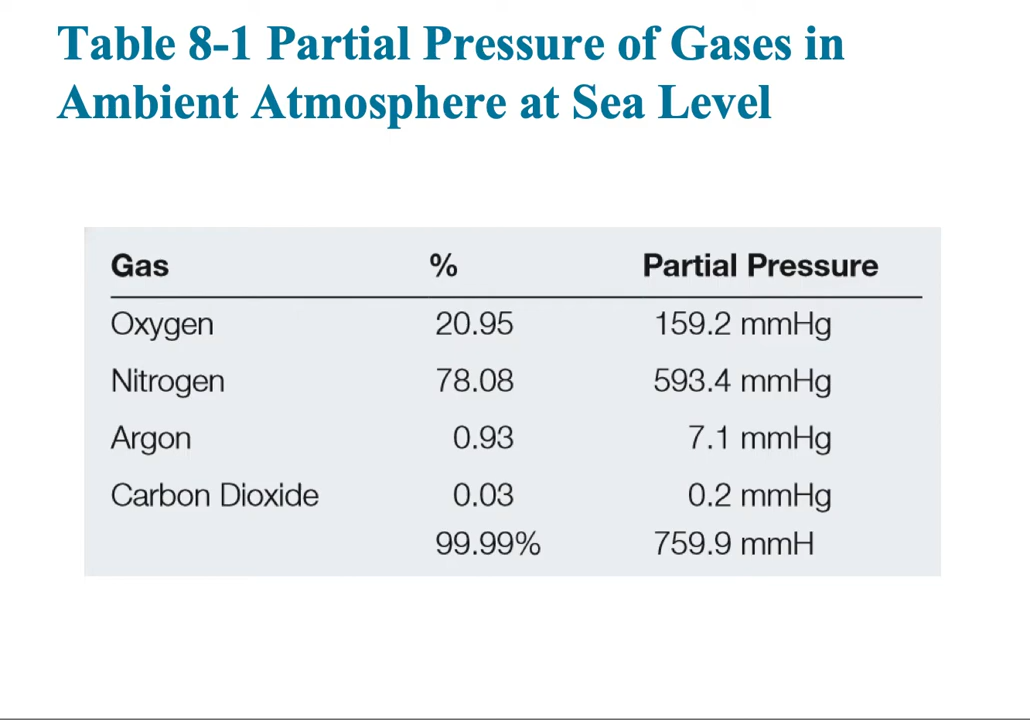 Table 8-1 Partial Pressure of Gases in
Ambient Atmosphere at Sea Level
Gas % Partial Pressure
Oxygen 20.95 159.2 mmHg
Nitrogen 78.08 593.4 mmHg
Argon 0.93 7.1 mmHg
Carbon Dioxide 0.03 0.2 mmHg
99.99% 759.9 mmH